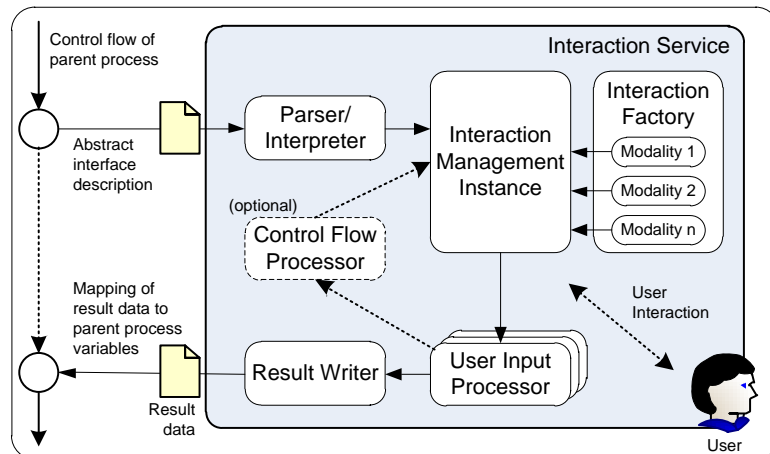 Control flow of
parent process
Interaction Service
Parser/
Interpreter
Interaction
Management
Instance
Interaction
Factory
Modality 1
Modality 2
Modality n
Abstract
interface
description
(optional)
Control Flow
Processor
Mapping of
result data to
parent process
variables
User
Interaction
Result Writer
User Input
Processor
Result
data
User